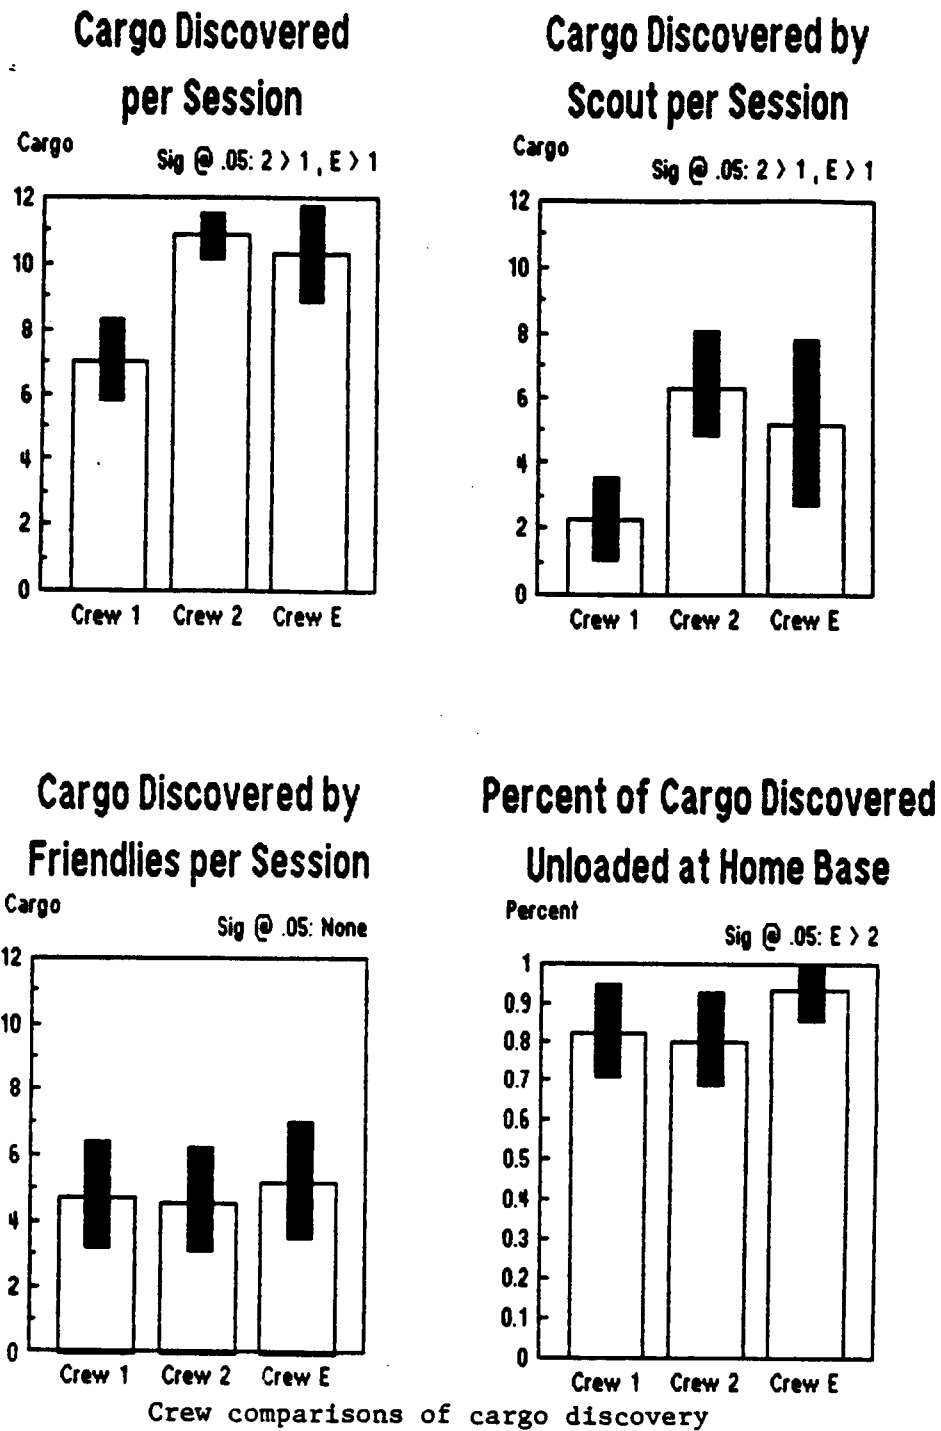 Cargo Discovered
per Session
Cargo
Sig @ .05: 2 > 1, E > 1
12
10
8
6
4
2
0
Crew 1 Crew 2 Crew E
Cargo Discovered by
Scout per Session
Cargo
Sig @ .05: 2 > 1, E > 1
12
10
8
6
4
2
0
Crew 1 Crew 2 Crew E
Cargo Discovered by
Friendlies per Session
Cargo
Sig @ .05: None
12
10
8
6
4
2
0
Crew 1 Crew 2 Crew E
Percent of Cargo Discovered
Unloaded at Home Base
Percent
Sig @ .05: E > 2
1
0.9
0.8
0.7
0.6
0.5
0.4
0.3
0.2
0.1
0
Crew 1 Crew 2 Crew E
Crew comparisons of cargo discovery